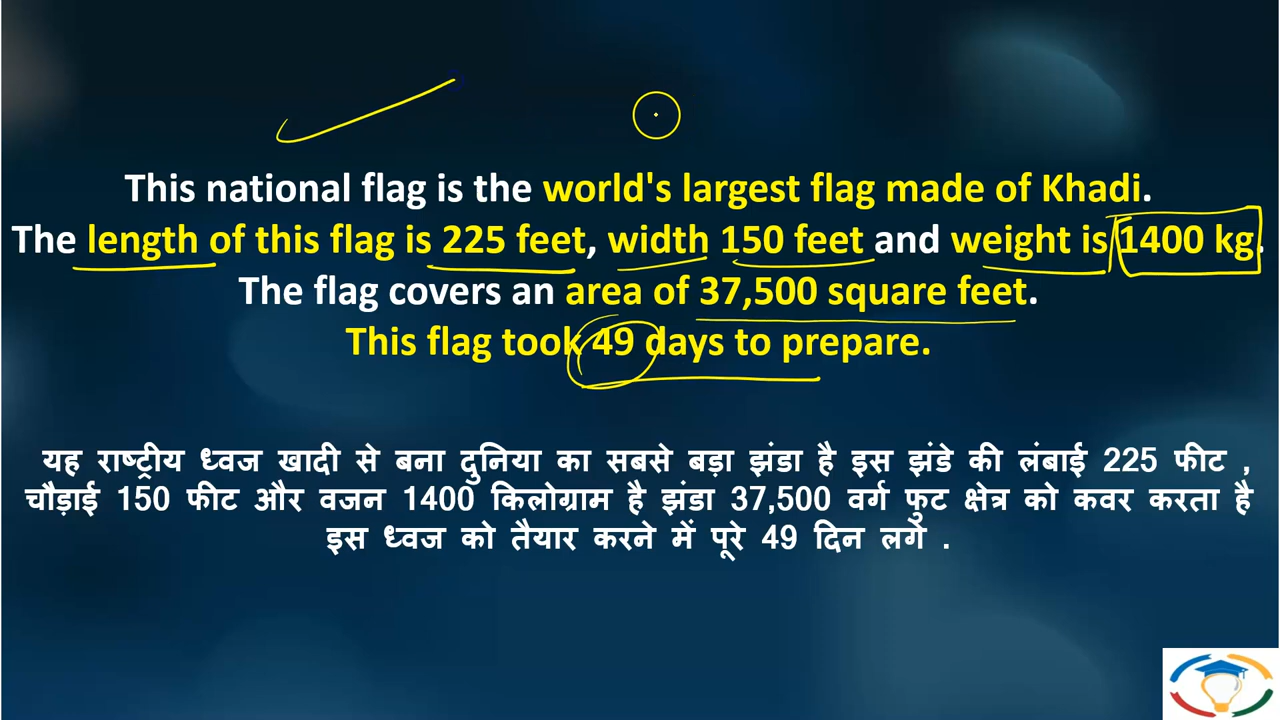 This national flag is the world's largest flag made of Khadi.
The length of this flag is 225 feet, width 150 feet and weight is 1400 kg.
The flag covers an area of 37,500 square feet.
This flag took 49 days to prepare.
यह राष्ट्रीय ध्वज खादी से बना दुनिया का सबसे बड़ा झंडा है इस झंडे की लंबाई 225 फीट ,
चौड़ाई 150 फीट और वजन 1400 किलोग्राम है झंडा 37,500 वर्ग फुट क्षेत्र को कवर करता है
इस ध्वज को तैयार करने में पूरे 49 दिन लगे .